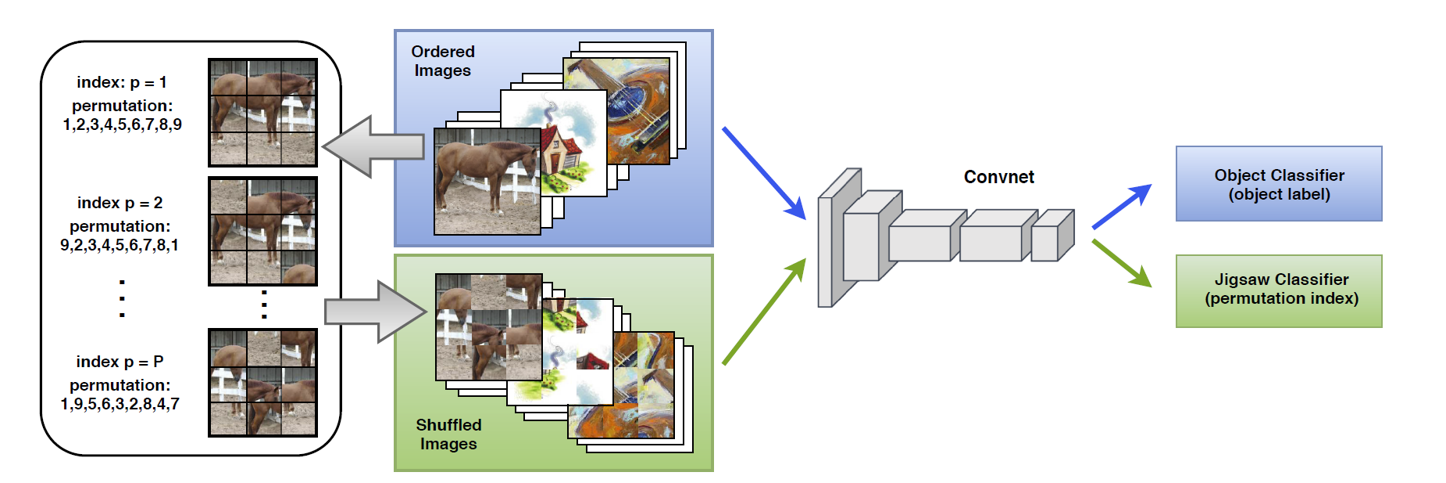 index: p = 1
permutation:
1,2,3,4,5,6,7,8,9
index p = 2
permutation:
9,2,3,4,5,6,7,8,1
index p = P
permutation:
1,9,5,6,3,2,8,4,7
Ordered
Images
Shuffled
Images
Convnet
Object Classifier
(object label)
Jigsaw Classifier
(permutation index)